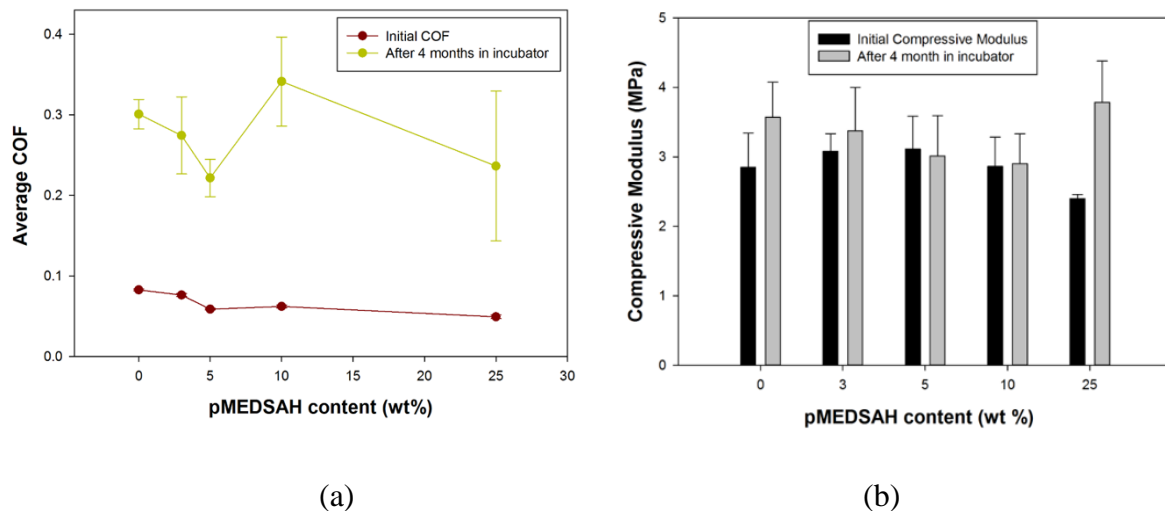 Average COF
0.4
0.3
0.2
0.1
0.0
Initial COF
After 4 months in incubator
0 5 10 15 20 25 30
pMEDSAH content (wt%)
(a)
Compressive Modulus (MPa)
5
4
3
2
1
0
Initial Compressive Modulus
After 4 month in incubator
0 3 5 10 25
pMEDSAH content (wt %)
(b)